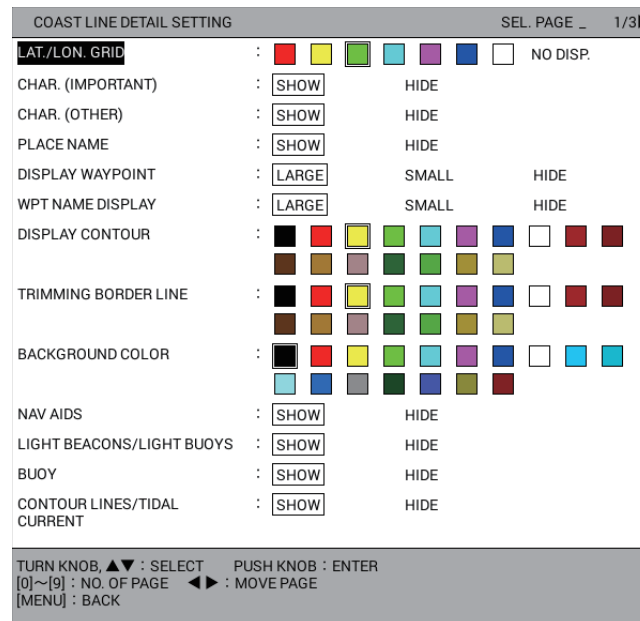 COAST LINE DETAIL SETTING SEL. PAGE _ 1/3
LAT./LON. GRID : NO DISP.
CHAR. (IMPORTANT) : SHOW HIDE
CHAR. (OTHER) : SHOW HIDE
PLACE NAME : SHOW HIDE
DISPLAY WAYPOINT : LARGE SMALL HIDE
WPT NAME DISPLAY : LARGE SMALL HIDE
DISPLAY CONTOUR :
TRIMMING BORDER LINE :
BACKGROUND COLOR :
NAV AIDS : SHOW HIDE
LIGHT BEACONS/LIGHT BUOYS : SHOW HIDE
BUOY : SHOW HIDE
CONTOUR LINES/TIDAL : SHOW HIDE
CURRENT
TURN KNOB, ▲▼ : SELECT PUSH KNOB : ENTER
[0]~[9] : NO. OF PAGE ◀ ▶ : MOVE PAGE
[MENU] : BACK